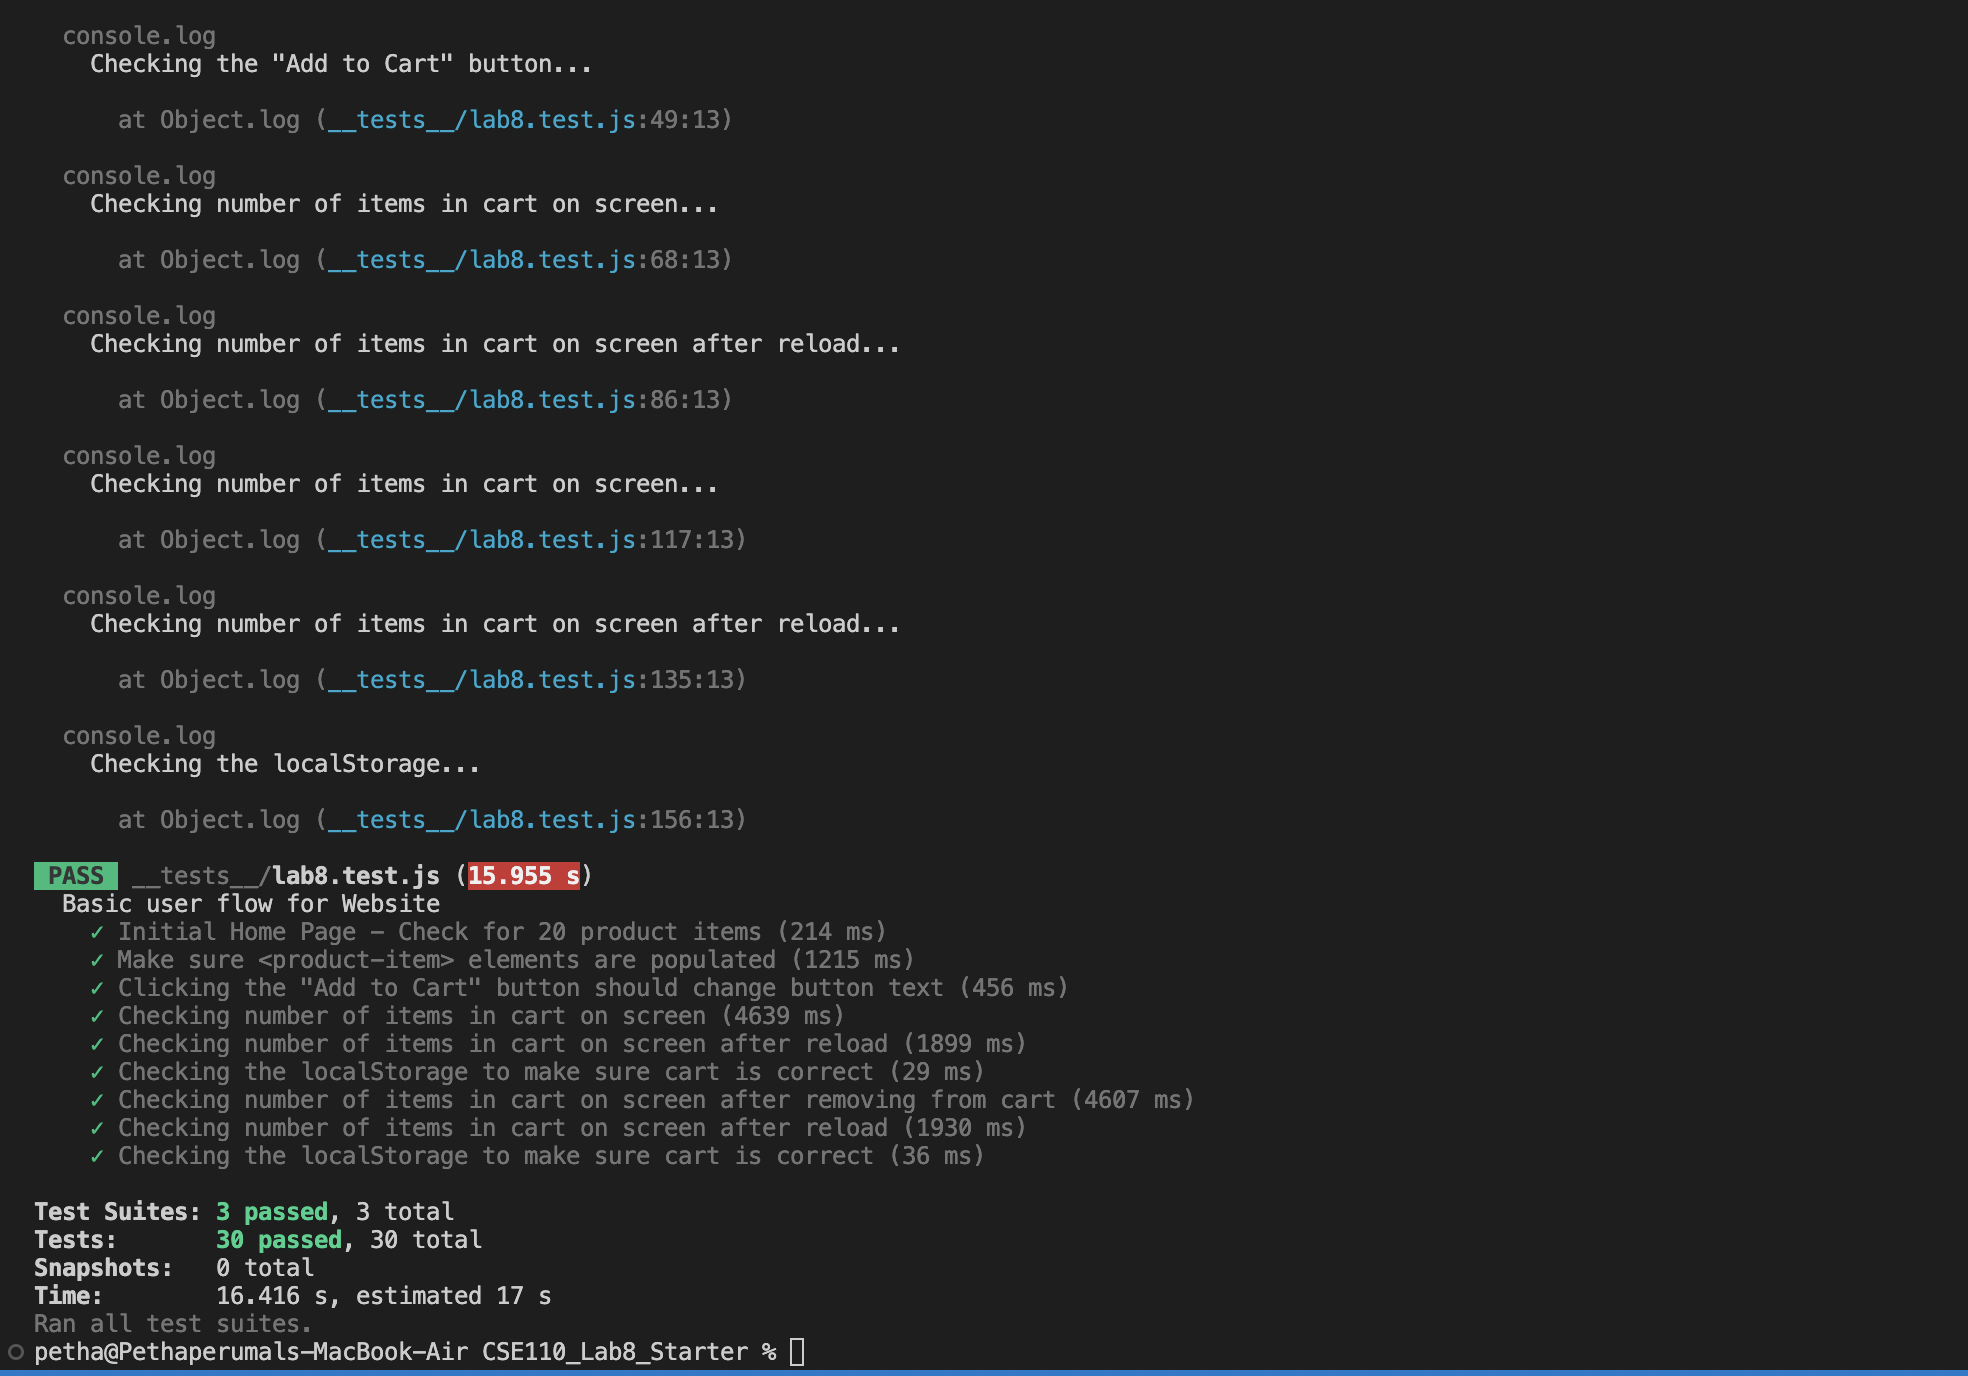 console.log
Checking the "Add to Cart" button...
at Object.log (__tests__/lab8.test.js:49:13)
console.log
Checking number of items in cart on screen...
at Object.log (__tests__/lab8.test.js:68:13)
console.log
Checking number of items in cart on screen after reload...
at Object.log (__tests__/lab8.test.js:86:13)
console.log
Checking number of items in cart on screen...
at Object.log (__tests__/lab8.test.js:117:13)
console.log
Checking number of items in cart on screen after reload...
at Object.log (__tests__/lab8.test.js:135:13)
console.log
Checking the localStorage...
at Object.log (__tests__/lab8.test.js:156:13)
PASS __tests__/lab8.test.js (15.955 s)
Basic user flow for Website
✓ Initial Home Page - Check for 20 product items (214 ms)
✓ Make sure <product-item> elements are populated (1215 ms)
✓ Clicking the "Add to Cart" button should change button text (456 ms)
✓ Checking number of items in cart on screen (4639 ms)
✓ Checking number of items in cart on screen after reload (1899 ms)
✓ Checking the localStorage to make sure cart is correct (29 ms)
✓ Checking number of items in cart on screen after removing from cart (4607 ms)
✓ Checking number of items in cart on screen after reload (1930 ms)
✓ Checking the localStorage to make sure cart is correct (36 ms)
Test Suites: 3 passed, 3 total
Tests: 30 passed, 30 total
Snapshots: 0 total
Time: 16.416 s, estimated 17 s
Ran all test suites.
petha@Pethaperumals-MacBook-Air CSE110_Lab8_Starter %